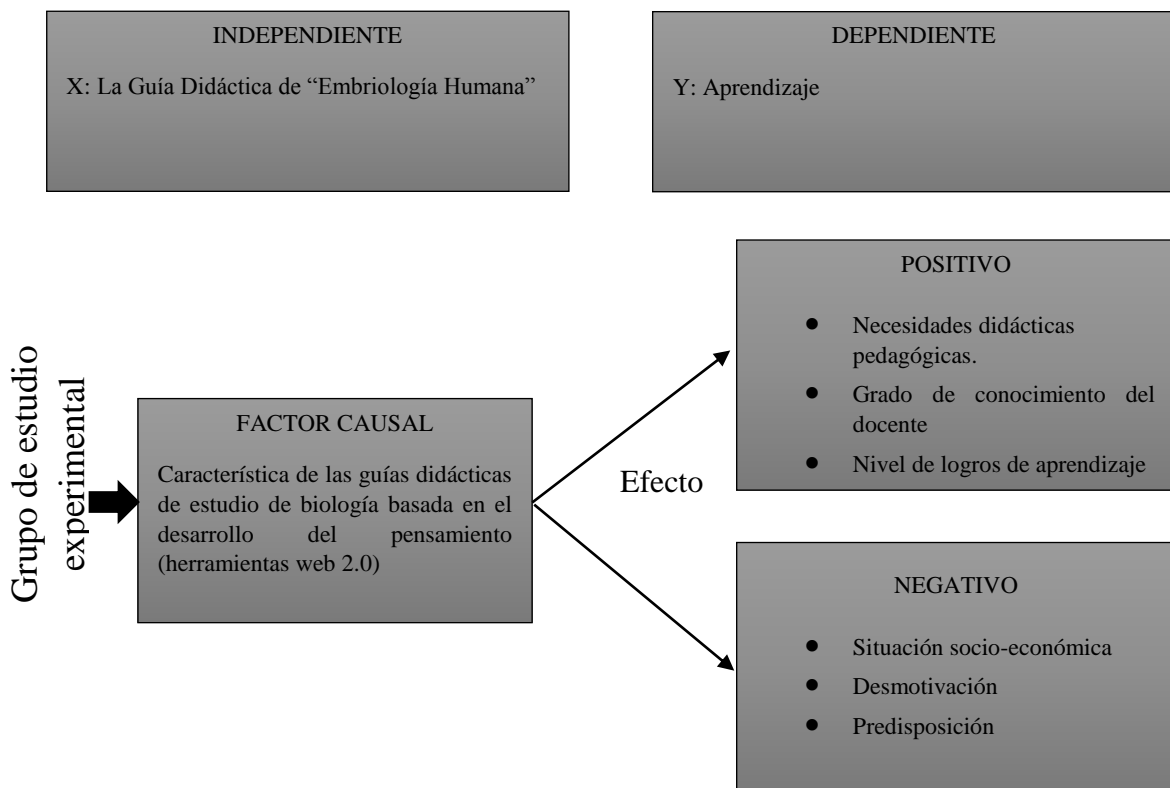 INDEPENDIENTE
X: La Guía Didáctica de “Embriología Humana”
DEPENDIENTE
Y: Aprendizaje
Grupo de estudio
experimental
FACTOR CAUSAL
Característica de las guías didácticas
de estudio de biología basada en el
desarrollo del pensamiento
(herramientas web 2.0)
Efecto
POSITIVO
● Necesidades didácticas
pedagógicas.
● Grado de conocimiento del
docente
● Nivel de logros de aprendizaje
NEGATIVO
● Situación socio-económica
● Desmotivación
● Predisposición